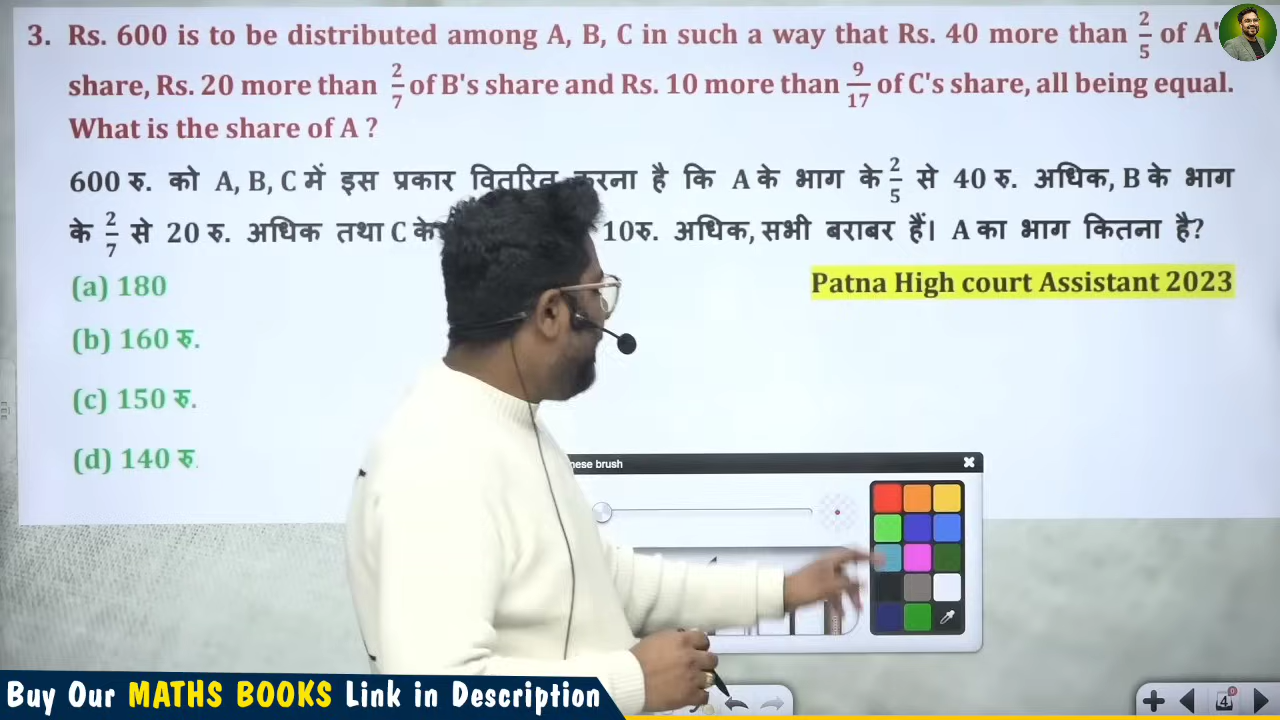 3. Rs. 600 is to be distributed among A, B, C in such a way that Rs. 40 more than 2/5 of A'
share, Rs. 20 more than 2/7 of B's share and Rs. 10 more than 9/17 of C's share, all being equal.
What is the share of A ?
600 रु. को A, B, C में इस प्रकार वितरित करना है कि A के भाग के 2/5 से 40 रु. अधिक, B के भाग
के 2/7 से 20 रु. अधिक तथा C के 10रु. अधिक, सभी बराबर हैं। A का भाग कितना है?
(a) 180
Patna High court Assistant 2023
(b) 160 रु.
(c) 150 रु.
(d) 140 रु.
brush
4
Buy Our MATHS BOOKS Link in Description